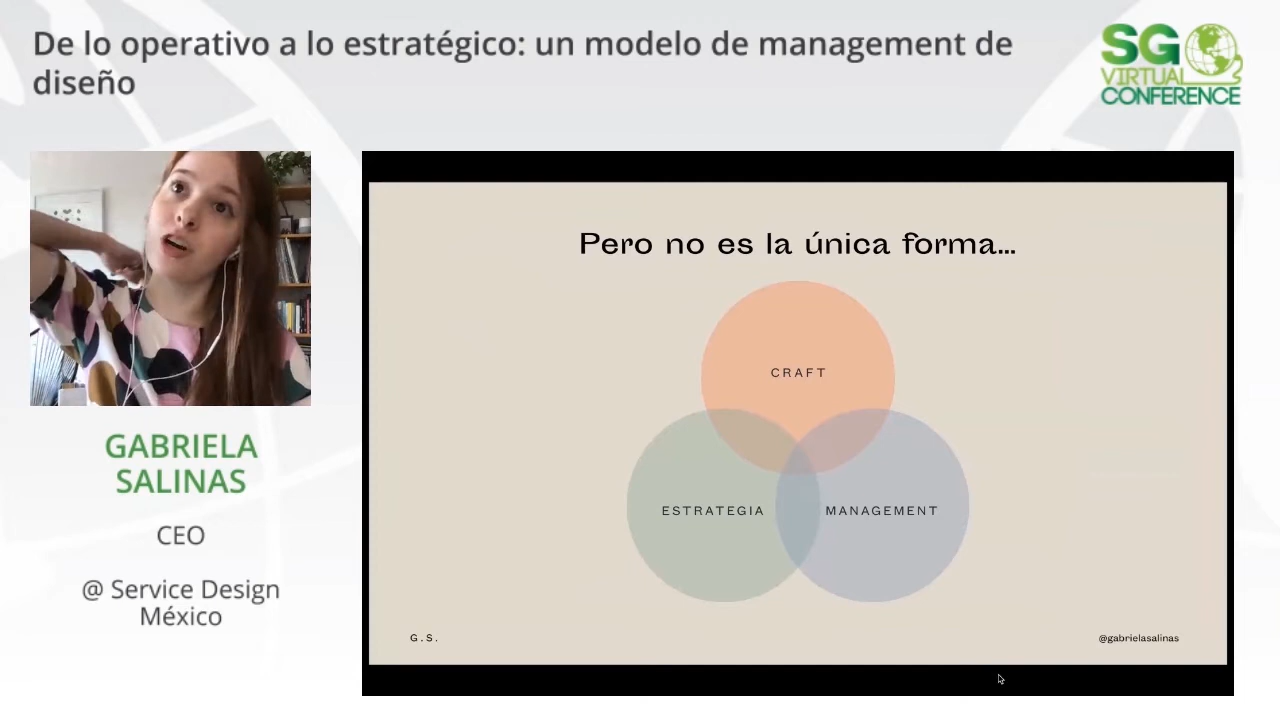 De lo operativo a lo estratégico: un modelo de management de
diseño
SG
VIRTUAL
CONFERENCE
GABRIELA
SALINAS
CEO
@ Service Design
México
Pero no es la única forma...
CRAFT
ESTRATEGIA
MANAGEMENT
G.S.
@gabrielasalinas